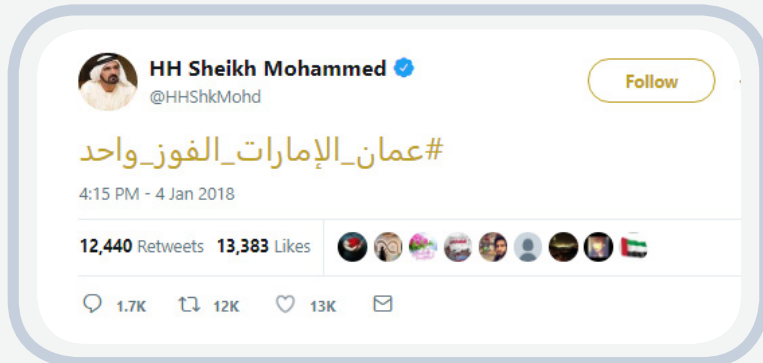 HH Sheikh Mohammed
@HHShkMohd
Follow
#عمان_الإمارات_الفوز_واحد
4:15 PM - 4 Jan 2018
12,440 Retweets 13,383 Likes
1.7K 12K 13K